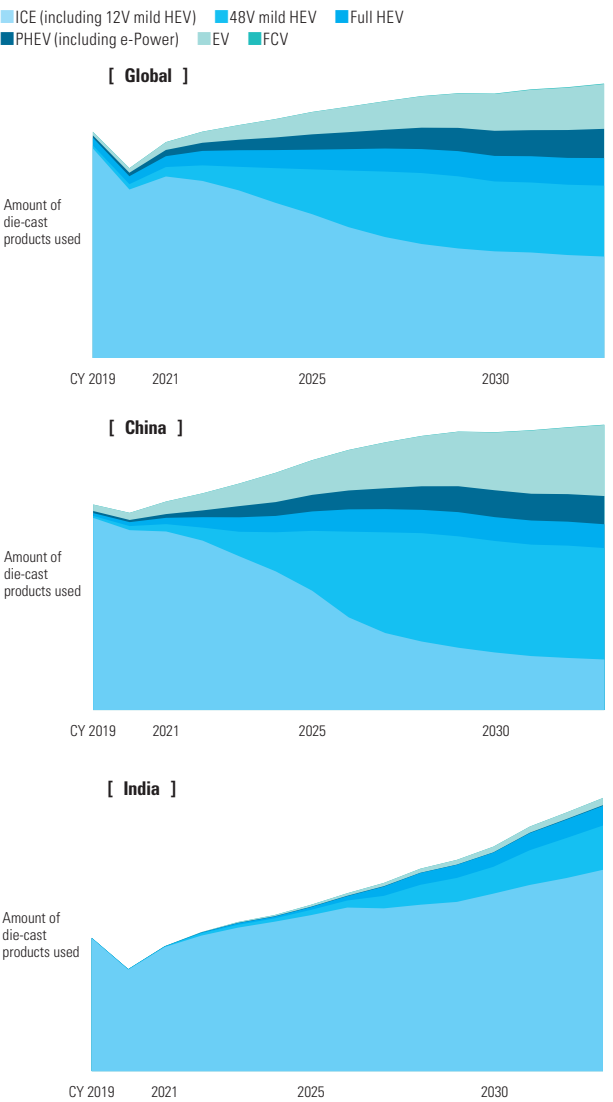 ICE (including 12V mild HEV) 48V mild HEV Full HEV
PHEV (including e-Power) EV FCV
[ Global ]
Amount of
die-cast
products used
CY 2019 2021 2025 2030
[ China ]
Amount of
die-cast
products used
CY 2019 2021 2025 2030
[ India ]
Amount of
die-cast
products used
CY 2019 2021 2025 2030